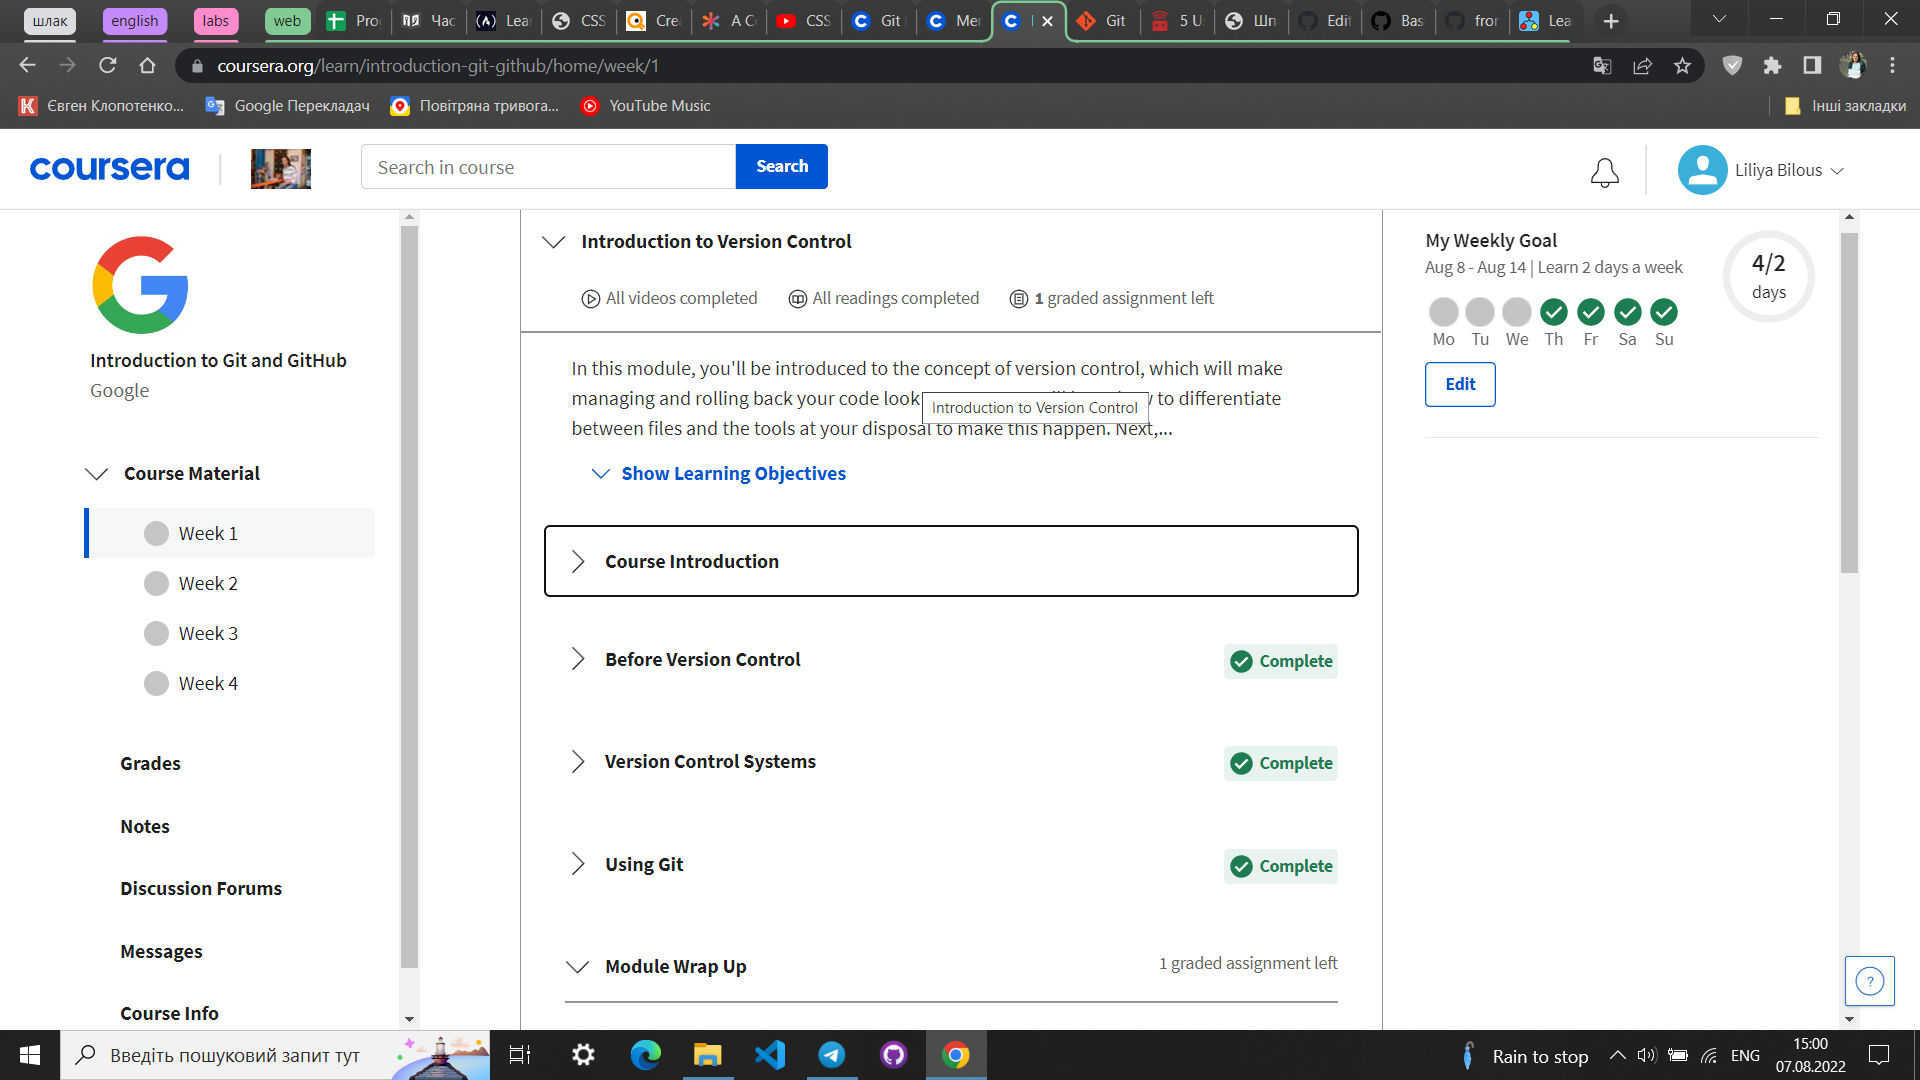 шлак
english
labs
web
Pro
Час
Lea
CSS
Cre
A C
CSS
Git
Mer
Git
5 U
Шп
Edit
Bas
fror
Lea
coursera.org/learn/introduction-git-github/home/week/1
Євген Клопотенко...
Google Перекладач
Повітряна тривога...
YouTube Music
Інші закладки
coursera
Search in course
Search
Liliya Bilous
Introduction to Git and GitHub
Google
Course Material
Week 1
Week 2
Week 3
Week 4
Grades
Notes
Discussion Forums
Messages
Course Info
Introduction to Version Control
All videos completed
All readings completed
1 graded assignment left
In this module, you'll be introduced to the concept of version control, which will make
managing and rolling back your code look to differentiate
between files and the tools at your disposal to make this happen. Next,...
Introduction to Version Control
Show Learning Objectives
Course Introduction
Before Version Control
Complete
Version Control Systems
Complete
Using Git
Complete
Module Wrap Up
1 graded assignment left
My Weekly Goal
Aug 8 - Aug 14 | Learn 2 days a week
4/2
days
Mo Tu We Th Fr Sa Su
Edit
?
Введіть пошуковий запит тут
Rain to stop
ENG
15:00
07.08.2022